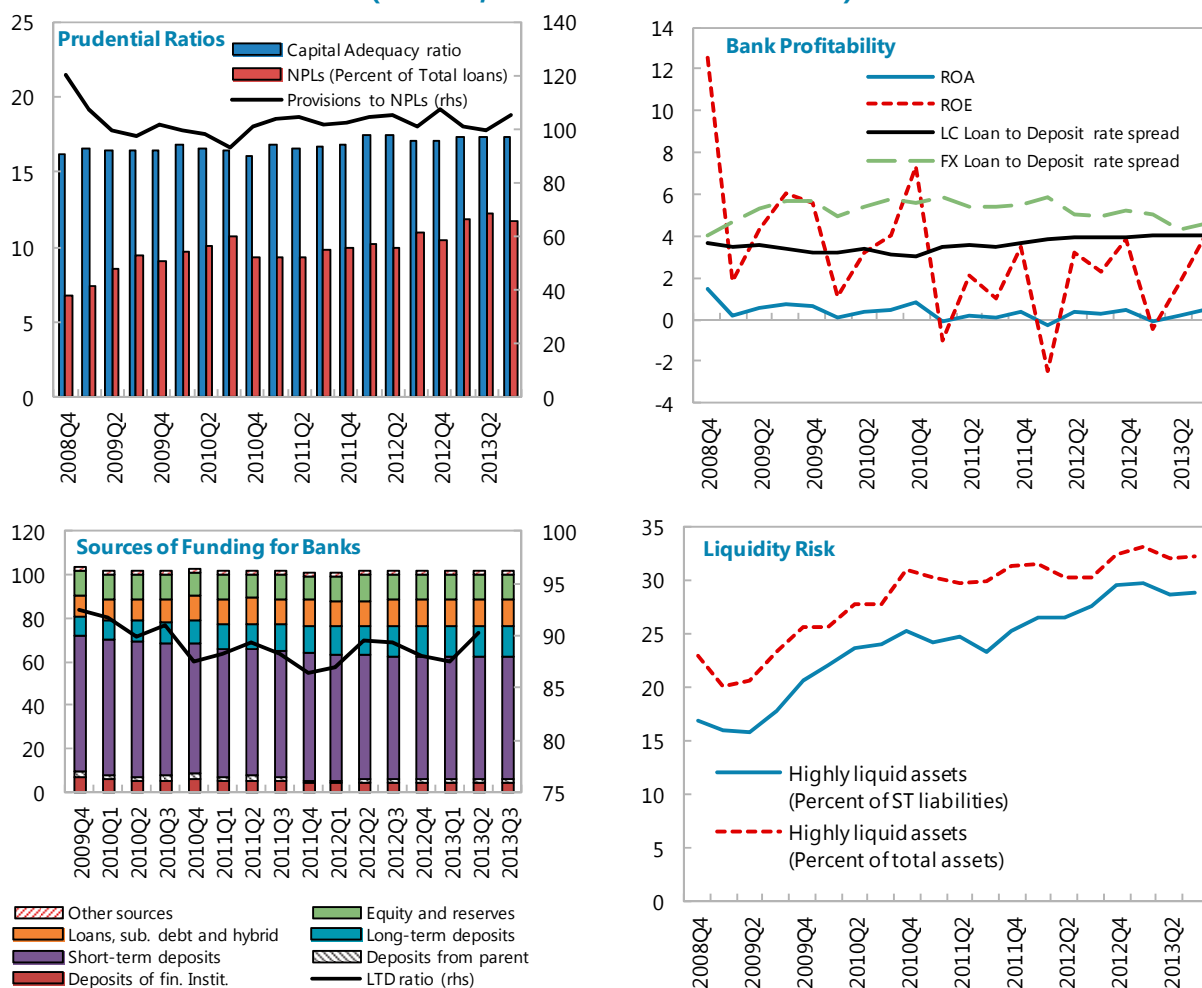 Prudential Ratios
Capital Adequacy ratio
NPLs (Percent of Total loans)
Provisions to NPLs (rhs)
25
20
15
10
5
0
140
120
100
80
60
40
20
0
2008Q4
2009Q2
2009Q4
2010Q2
2010Q4
2011Q2
2011Q4
2012Q2
2012Q4
2013Q2
Bank Profitability
ROA
ROE
LC Loan to Deposit rate spread
FX Loan to Deposit rate spread
14
12
10
8
6
4
2
0
-2
-4
2008Q4
2009Q2
2009Q4
2010Q2
2010Q4
2011Q2
2011Q4
2012Q2
2012Q4
2013Q2
Sources of Funding for Banks
120
100
80
60
40
20
0
100
95
90
85
80
75
2009Q4
2010Q1
2010Q2
2010Q3
2010Q4
2011Q1
2011Q2
2011Q3
2011Q4
2012Q1
2012Q2
2012Q3
2012Q4
2013Q1
2013Q2
2013Q3
Other sources
Equity and reserves
Loans, sub. debt and hybrid
Long-term deposits
Short-term deposits
Deposits from parent
Deposits of fin. Instit.
LTD ratio (rhs)
Liquidity Risk
35
30
25
20
15
10
5
0
Highly liquid assets
(Percent of ST liabilities)
Highly liquid assets
(Percent of total assets)
2008Q4
2009Q2
2009Q4
2010Q2
2010Q4
2011Q2
2011Q4
2012Q2
2012Q4
2013Q2